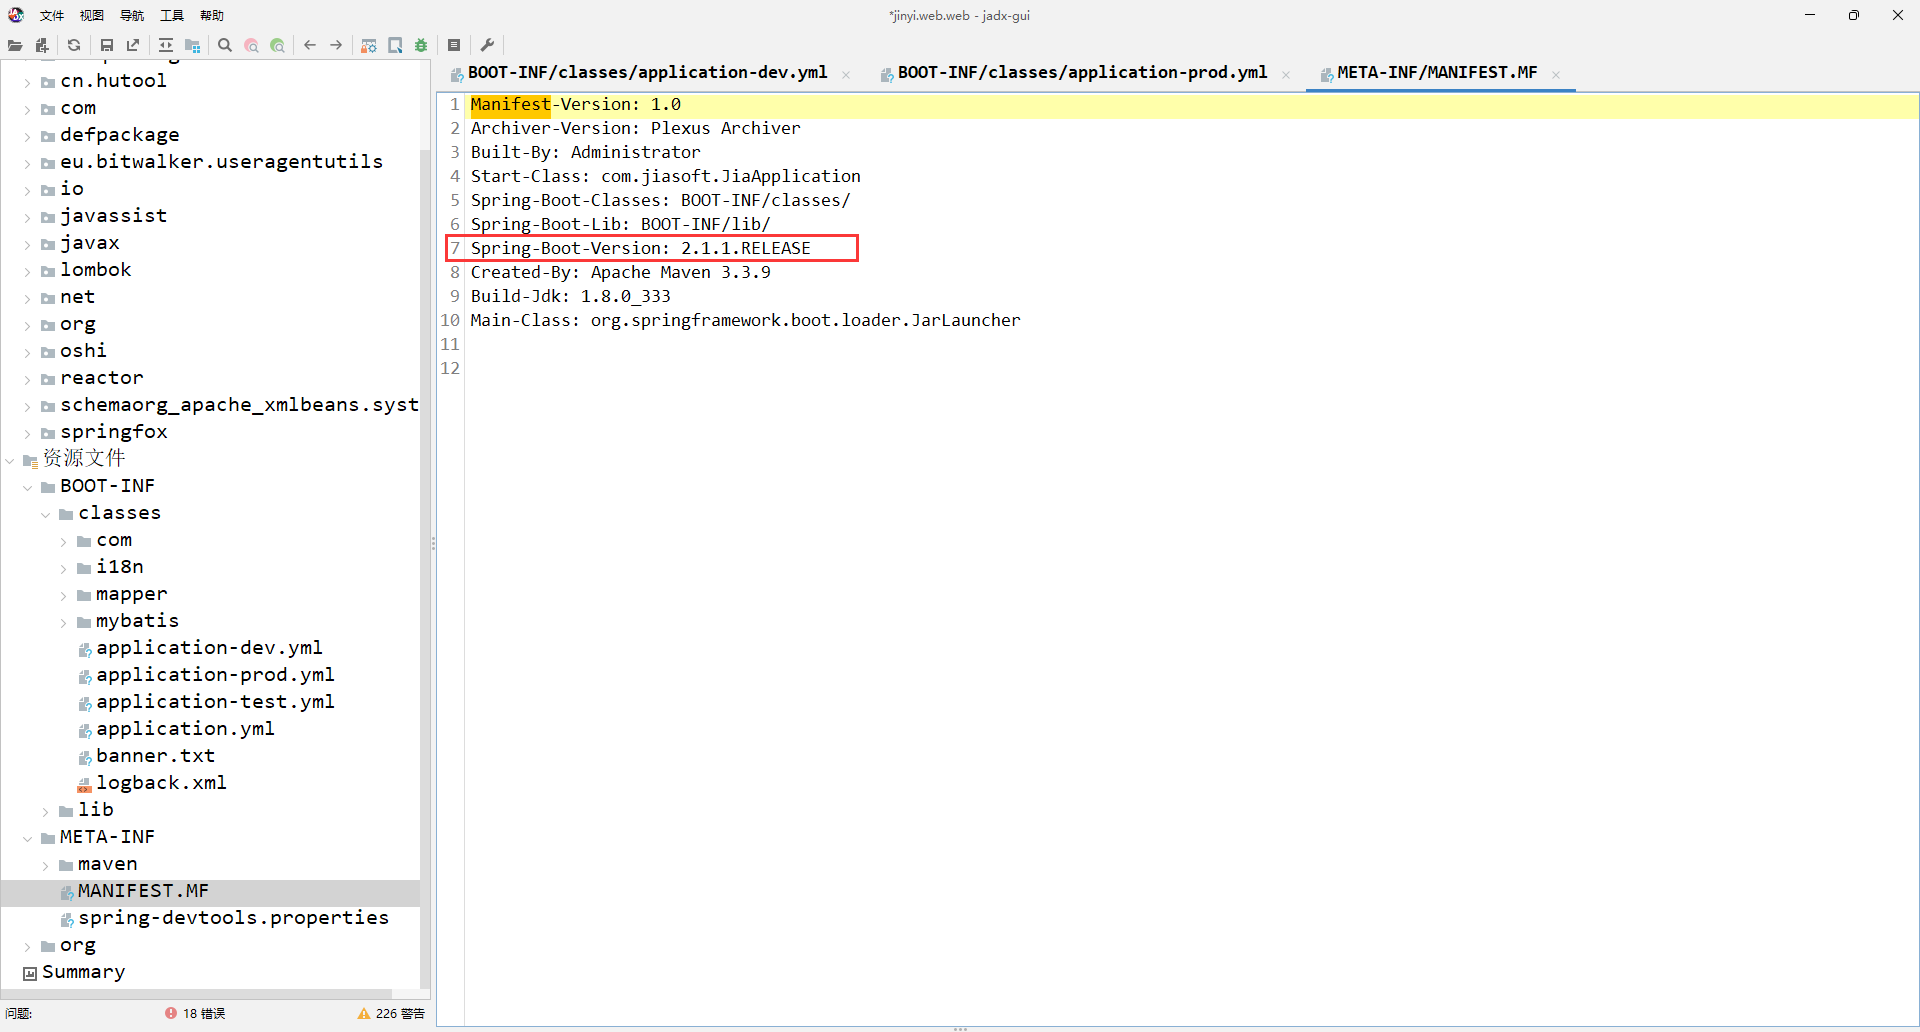 文件 视图 导航 工具 帮助
*jinyi.web.web - jadx-gui
cn.hutool
com
defpackage
eu.bitwalker.useragentutils
io
javassist
javax
lombok
net
org
oshi
reactor
schemaorg_apache_xmlbeans.syst
springfox
资源文件
BOOT-INF
classes
com
i18n
mapper
mybatis
application-dev.yml
application-prod.yml
application-test.yml
application.yml
banner.txt
logback.xml
lib
META-INF
maven
MANIFEST.MF
spring-devtools.properties
org
Summary
问题: 18 错误 226 警告
BOOT-INF/classes/application-dev.yml BOOT-INF/classes/application-prod.yml META-INF/MANIFEST.MF
1 Manifest-Version: 1.0
2 Archiver-Version: Plexus Archiver
3 Built-By: Administrator
4 Start-Class: com.jiasoft.JiaApplication
5 Spring-Boot-Classes: BOOT-INF/classes/
6 Spring-Boot-Lib: BOOT-INF/lib/
7 Spring-Boot-Version: 2.1.1.RELEASE
8 Created-By: Apache Maven 3.3.9
9 Build-Jdk: 1.8.0_333
10 Main-Class: org.springframework.boot.loader.JarLauncher
11
12